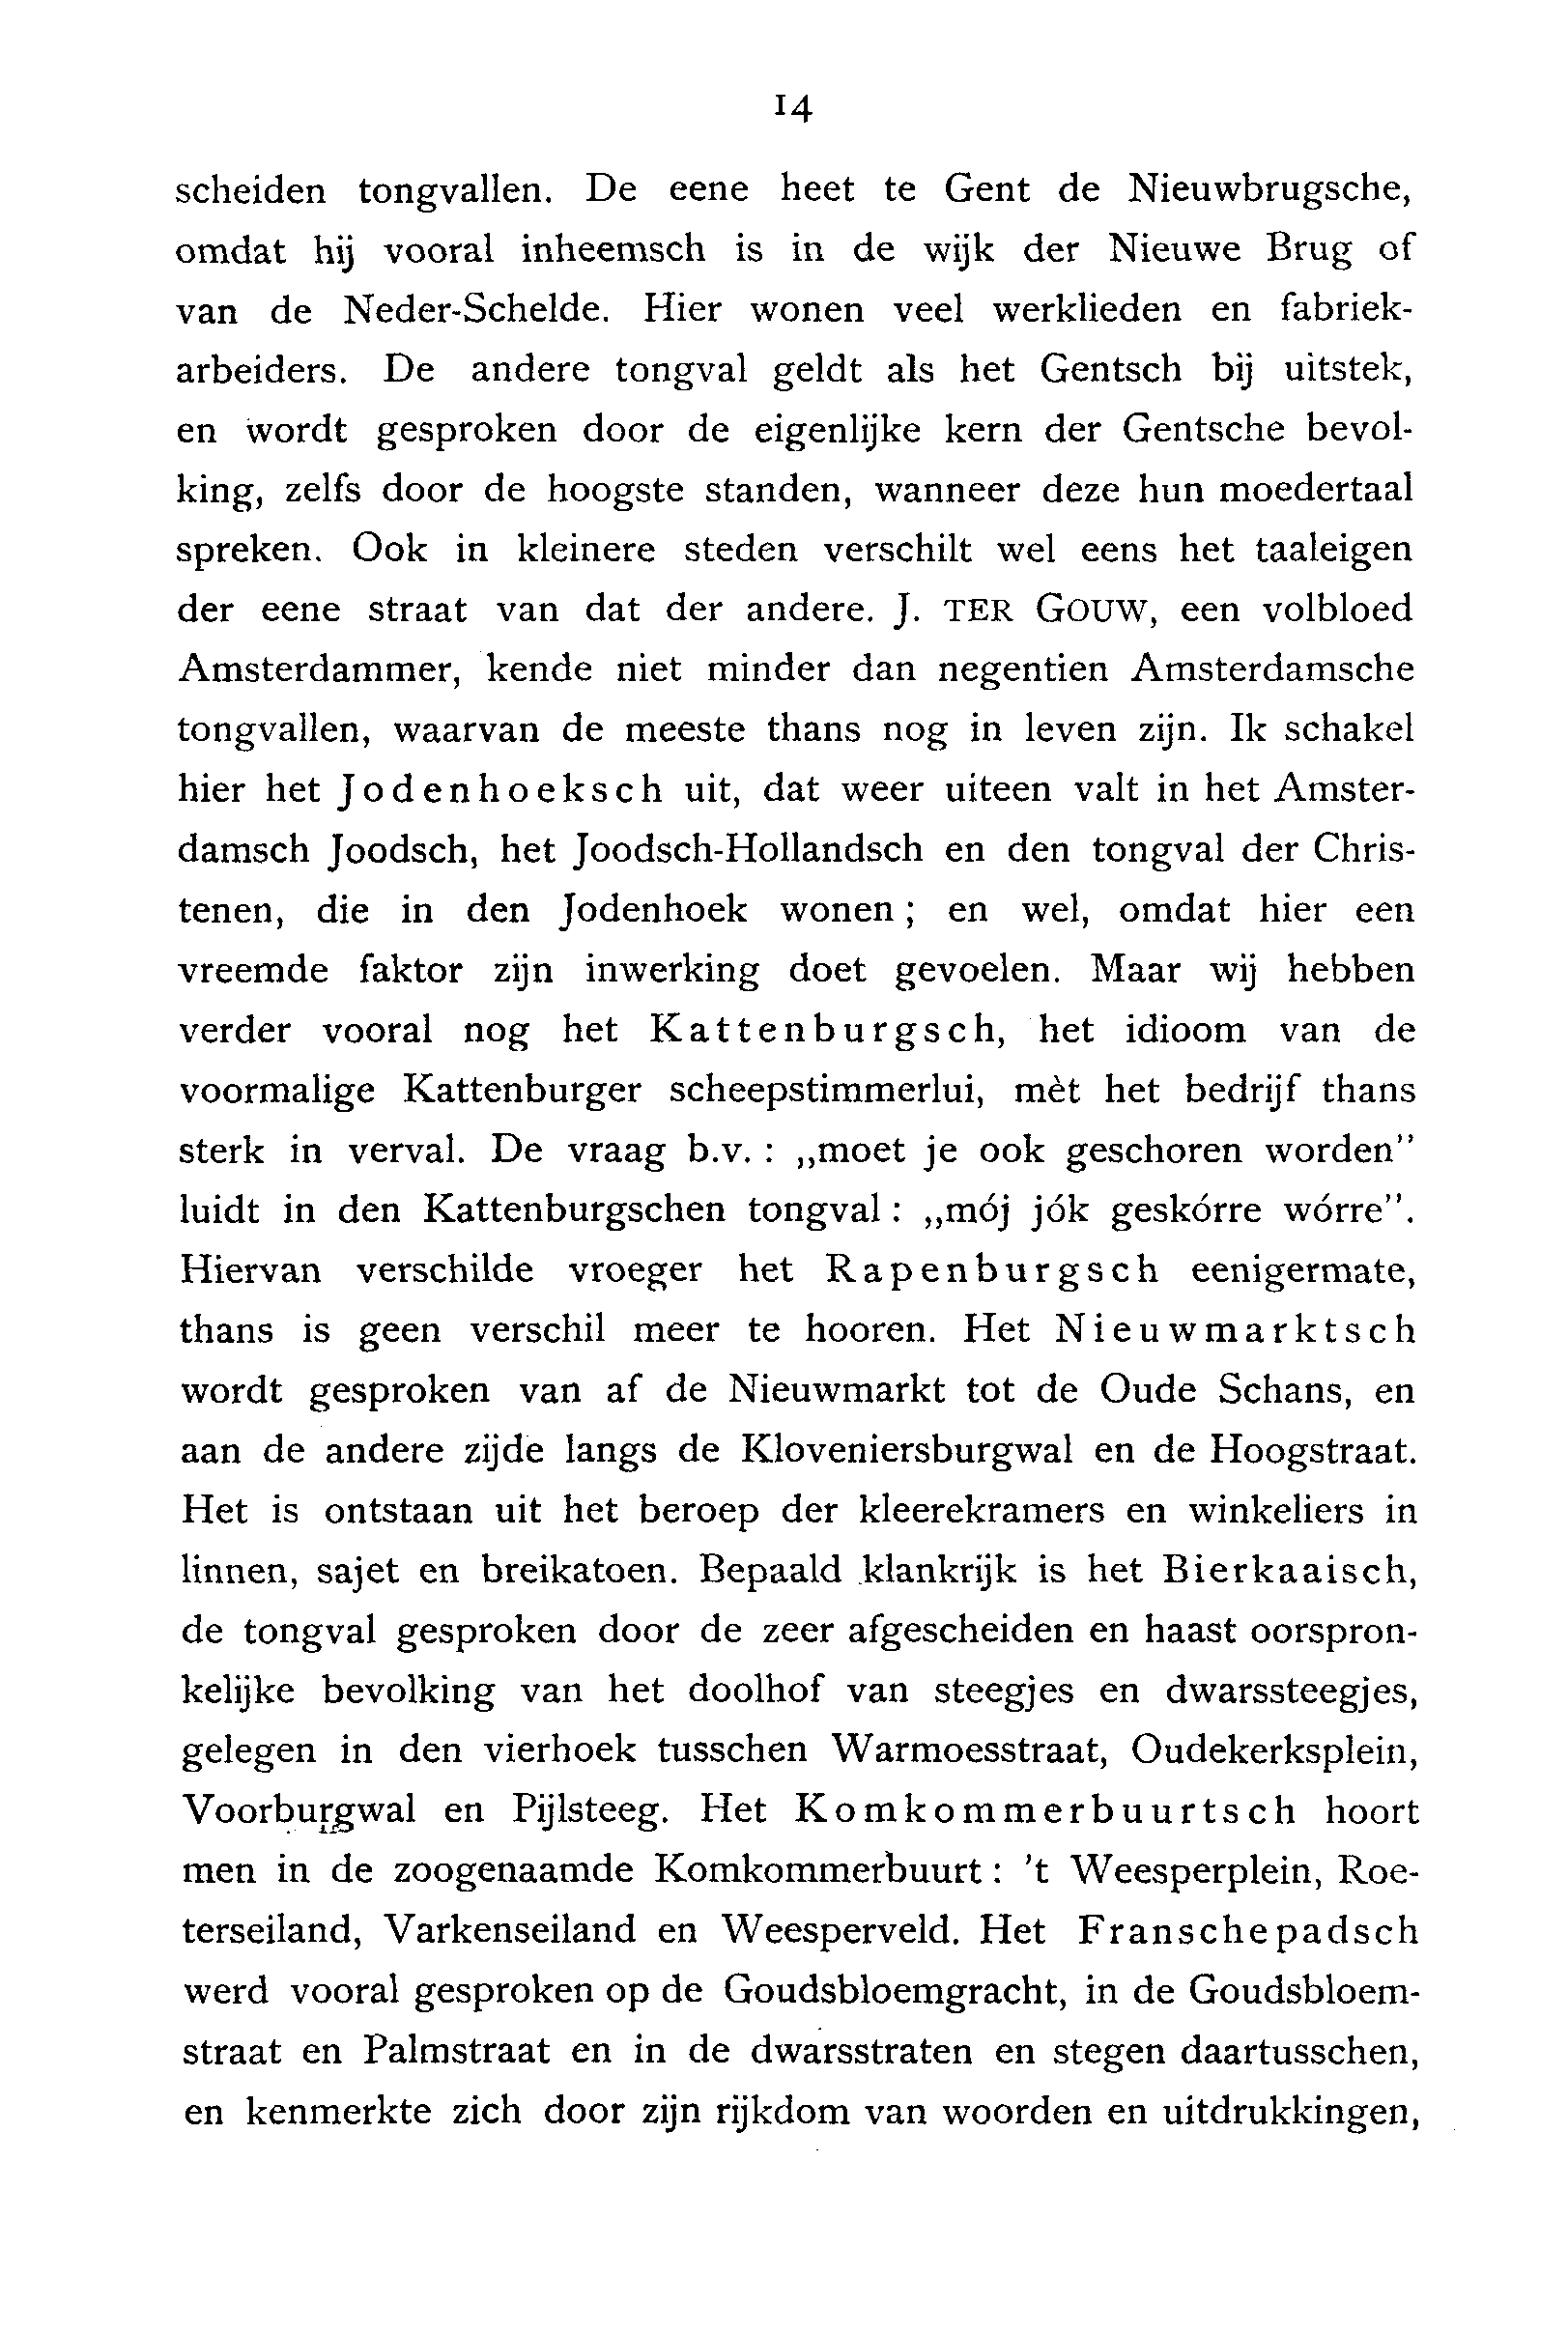 14
scheiden tongvallen. De eene heet te Gent de Nieuwbrugsche,
omdat hij vooral inheemsch is in de wijk der Nieuwe Brug of
van de Neder-Schelde. Hier wonen veel werklieden en fabriek-
arbeiders. De andere tongval geldt als het Gentsch bij uitstek,
en wordt gesproken door de eigenlijke kern der Gentsche bevol-
king, zelfs door de hoogste standen, wanneer deze hun moedertaal
spreken. Ook in kleinere steden verschilt wel eens het taaleigen
der eene straat van dat der andere. J. TER GOUW, een volbloed
Amsterdammer, kende niet minder dan negentien Amsterdamsche
tongvallen, waarvan de meeste thans nog in leven zijn. Ik schakel
hier het Jodenhoeksch uit, dat weer uiteen valt in het Amster-
damsch Joodsch, het Joodsch-Hollandsch en den tongval der Chris-
tenen, die in den Jodenhoek wonen; en wel, omdat hier een
vreemde faktor zijn inwerking doet gevoelen. Maar wij hebben
verder vooral nog het Kattenburgsch, het idioom van de
voormalige Kattenburger scheepstimmerlui, mèt het bedrijf thans
sterk in verval. De vraag b.v.: „moet je ook geschoren worden”
luidt in den Kattenburgschen tongval: „mój jók geskórre wórre”.
Hiervan verschilde vroeger het Rapenburgsch eenigermate,
thans is geen verschil meer te hooren. Het Nieuwmarktsch
wordt gesproken van af de Nieuwmarkt tot de Oude Schans, en
aan de andere zijde langs de Kloveniersburgwal en de Hoogstraat.
Het is ontstaan uit het beroep der kleerekramers en winkeliers in
linnen, sajet en breikatoen. Bepaald klankrijk is het Bierkaaisch,
de tongval gesproken door de zeer afgescheiden en haast oorspron-
kelijke bevolking van het doolhof van steegjes en dwarssteegjes,
gelegen in den vierhoek tusschen Warmoesstraat, Oudekerksplein,
Voorburgwal en Pijlsteeg. Het Komkommerbuurtsch hoort
men in de zoogenaamde Komkommerbuurt: ’t Weesperplein, Roe-
terseiland, Varkenseiland en Weesperveld. Het Franschepadsch
werd vooral gesproken op de Goudsbloemgracht, in de Goudsbloem-
straat en Palmstraat en in de dwarsstraten en stegen daartusschen,
en kenmerkte zich door zijn rijkdom van woorden en uitdrukkingen,